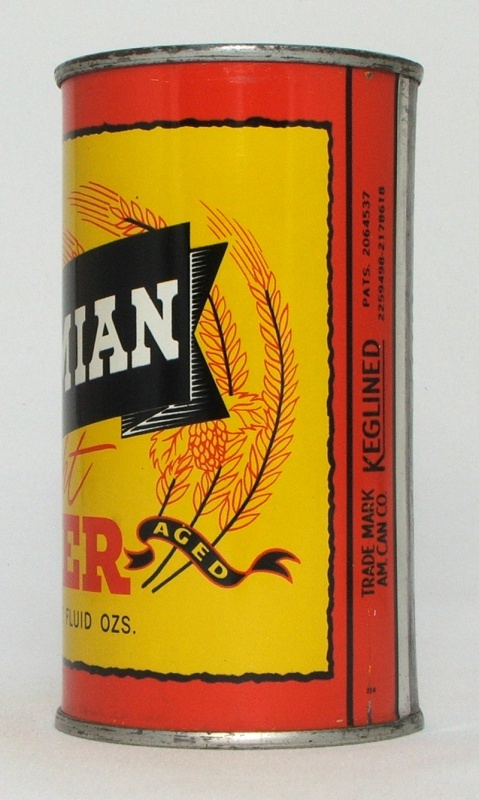 MIAN
t
ER
AGED
FLUID OZS.
TRADE MARK KEGLINED PATS. 2064537
AM. CAN CO. 2259498-2178618